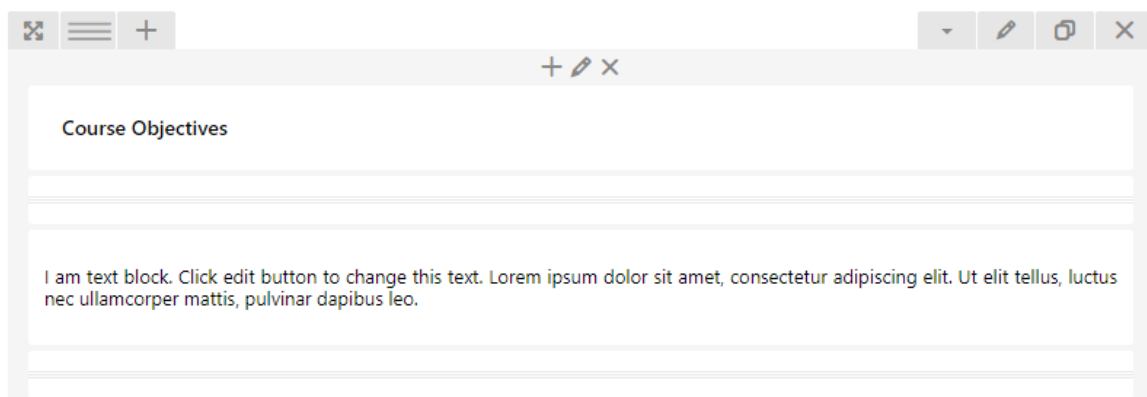 Course Objectives
I am text block. Click edit button to change this text. Lorem ipsum dolor sit amet, consectetur adipiscing elit. Ut elit tellus, luctus
nec ullamcorper mattis, pulvinar dapibus leo.